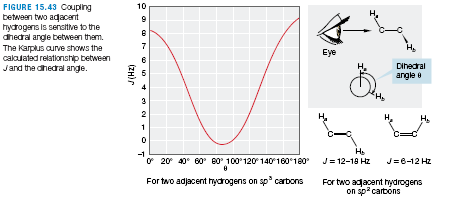 FIGURE 15.43 Coupling
between two adjacent
hydrogens is sensitive to the
dihedral angle between them.
The Karplus curve shows the
calculated relationship between
J and the dihedral angle.
10
9
8
7
6
5
4
3
2
1
0
−1
J (Hz)
0° 20° 40° 60° 80° 100° 120° 140° 160° 180°
θ
For two adjacent hydrogens on sp³ carbons
Eye
Hₐ
C—C
H_b
Hₐ
H_b
Dihedral
angle θ
Hₐ
C—C
H_b
J = 12–18 Hz
Hₐ H_b
C=C
J = 6–12 Hz
For two adjacent hydrogens
on sp² carbons